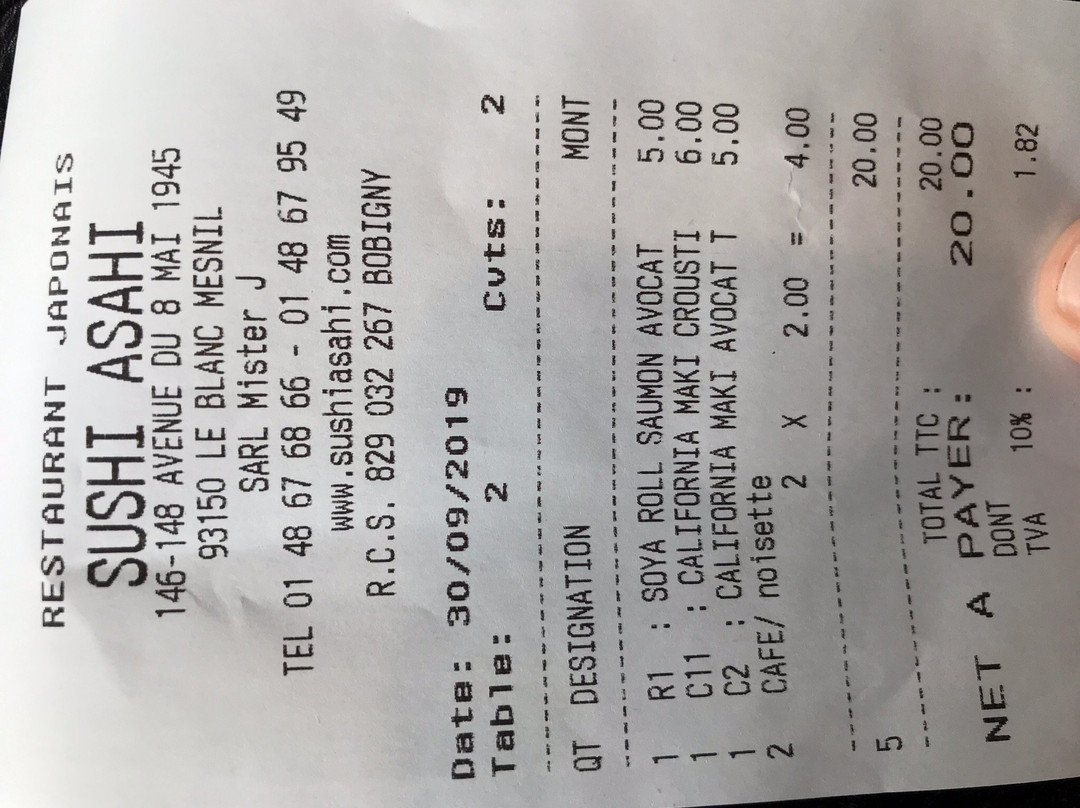 RESTAURANT JAPONAIS
SUSHI ASAHI
146-148 AVENUE DU 8 MAI 1945
93150 LE BLANC MESNIL
SARL Mister J
TEL 01 48 67 68 66 - 01 48 67 95 49
www.sushiasahi.com
R.C.S. 829 032 267 BOBIGNY
Date: 30/09/2019
Table: 2 Cvts: 2
QT DESIGNATION MONT
1 R1 : SOYA ROLL SAUMON AVOCAT 5.00
1 C11 : CALIFORNIA MAKI CROUSTI 6.00
1 C2 : CALIFORNIA MAKI AVOCAT T 5.00
2 CAFE/ noisette
2 X 2.00 = 4.00
5 20.00
TOTAL TTC : 20.00
NET A PAYER: 20.00
DONT
TVA 10% : 1.82